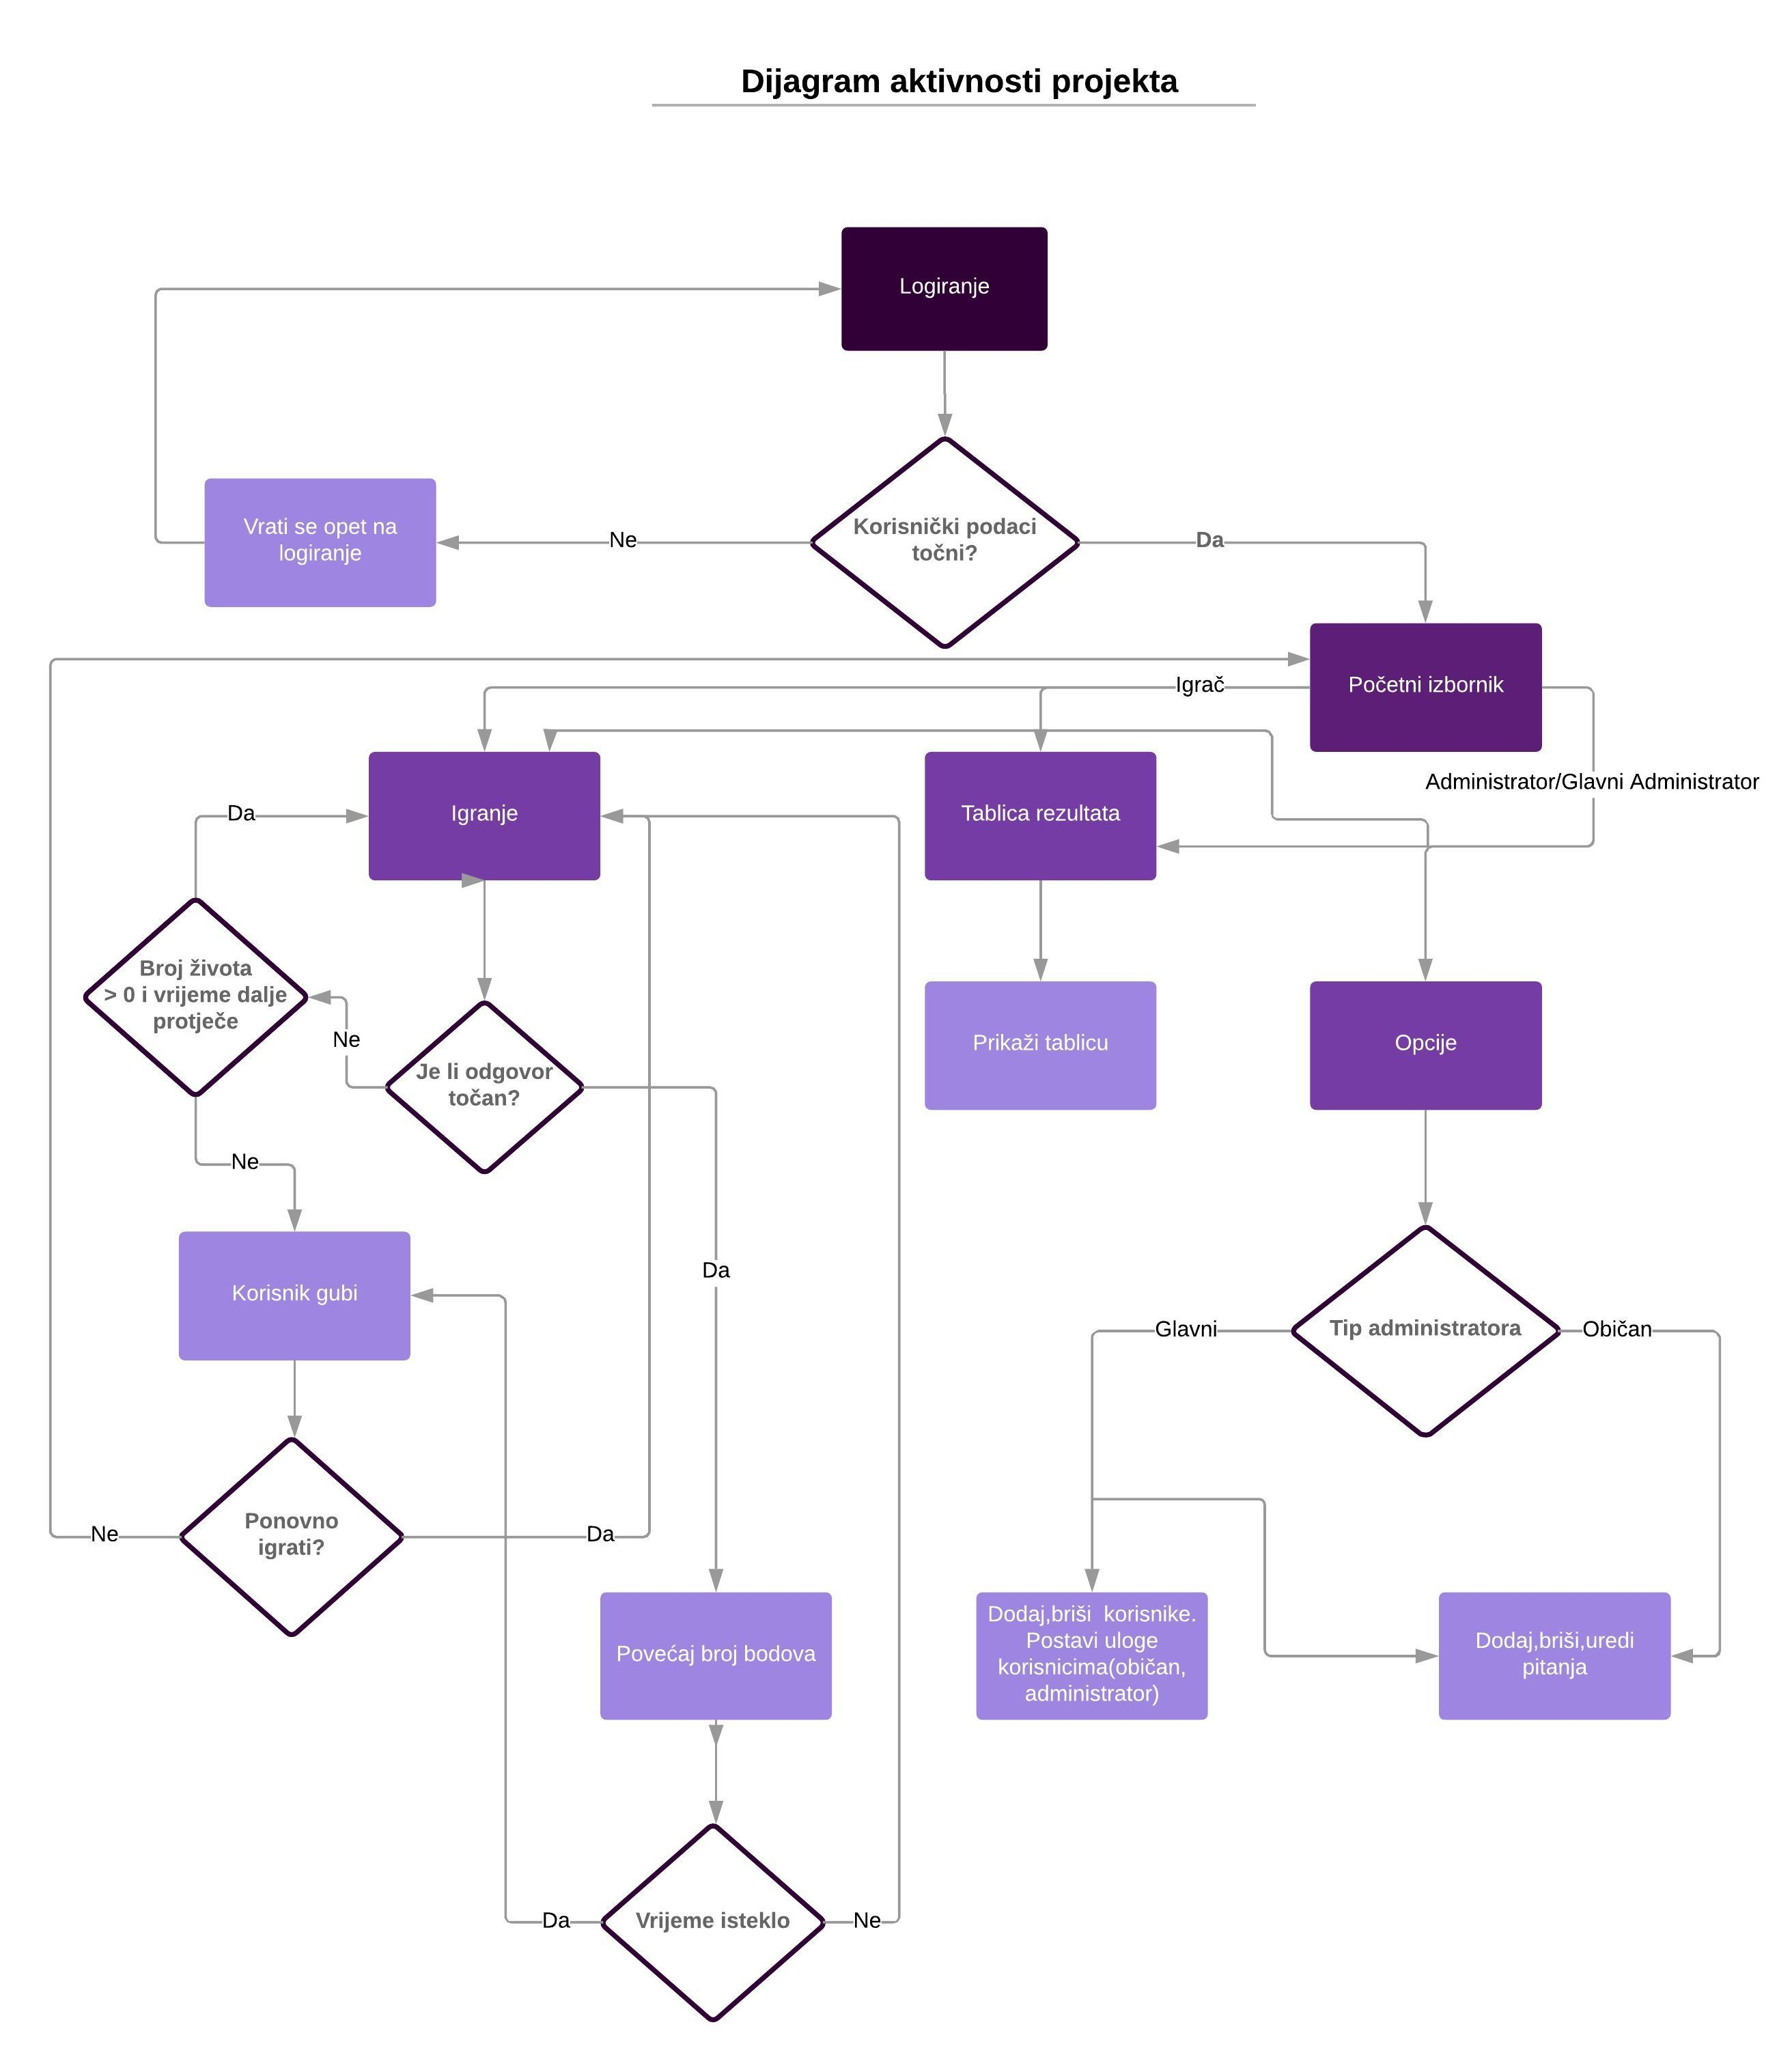 Dijagram aktivnosti projekta
Logiranje
Vrati se opet na
logiranje
Ne
Korisnički podaci
točni?
Da
Početni izbornik
Igrač
Administrator/Glavni Administrator
Da
Igranje
Tablica rezultata
Broj života
> 0 i vrijeme dalje
protječe
Ne
Je li odgovor
točan?
Prikaži tablicu
Opcije
Ne
Da
Korisnik gubi
Glavni
Tip administratora
Običan
Ne
Ponovno
igrati?
Da
Povećaj broj bodova
Dodaj,briši  korisnike.
Postavi uloge
korisnicima(običan,
administrator)
Dodaj,briši,uredi
pitanja
Da
Vrijeme isteklo
Ne